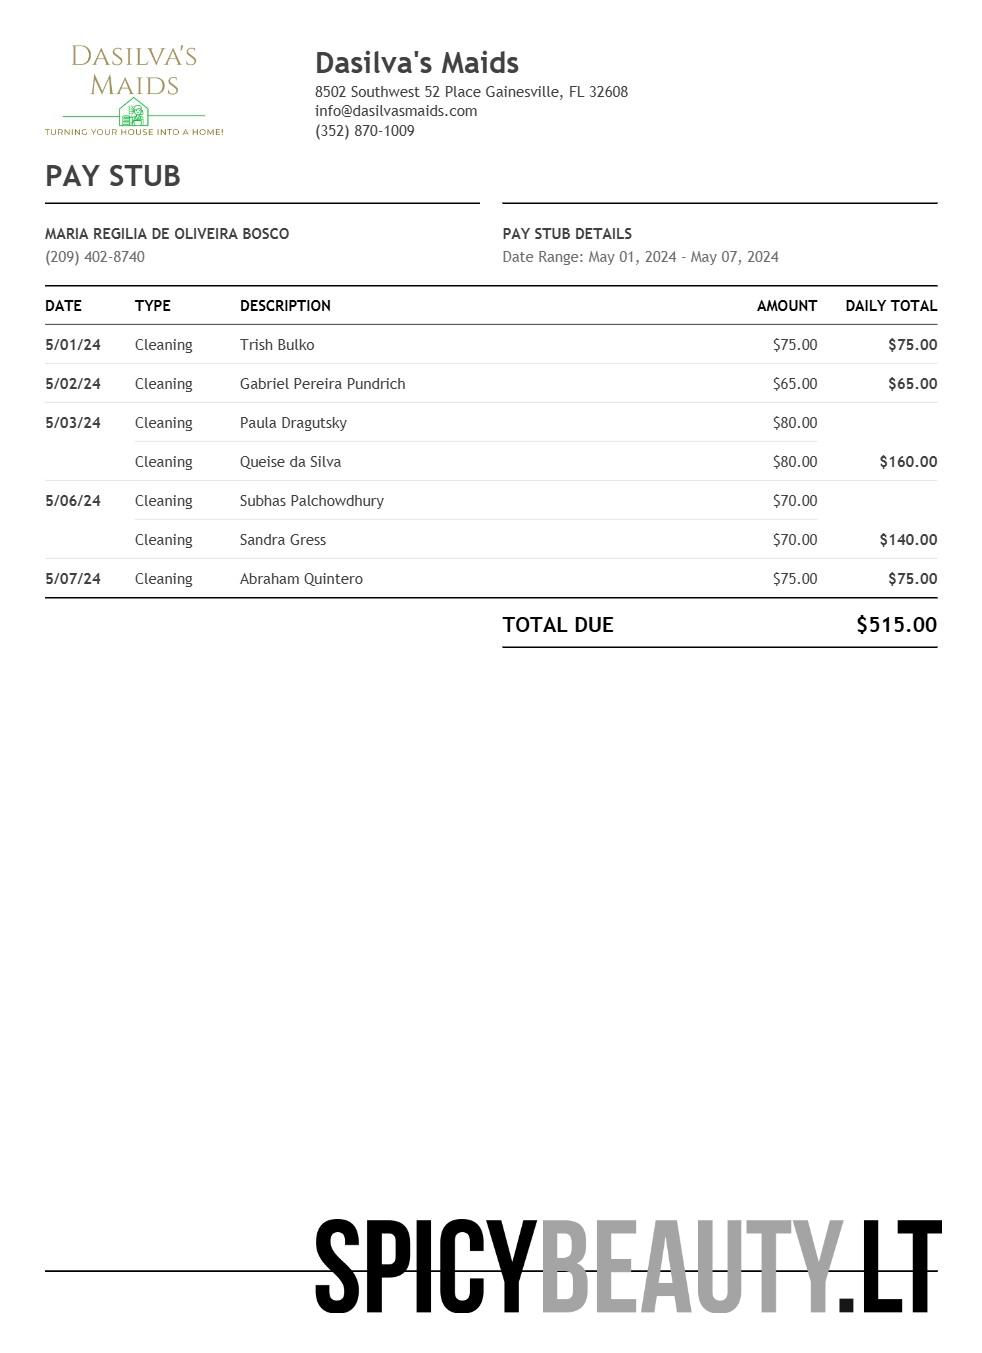 DASILVA'S
MAIDS
TURNING YOUR HOUSE INTO A HOME!
Dasilva's Maids
8502 Southwest 52 Place Gainesville, FL 32608
info@dasilvasmaids.com
(352) 870-1009
PAY STUB
MARIA REGILIA DE OLIVEIRA BOSCO
(209) 402-8740
PAY STUB DETAILS
Date Range: May 01, 2024 - May 07, 2024
DATE TYPE DESCRIPTION AMOUNT DAILY TOTAL
5/01/24 Cleaning Trish Bulko $75.00 $75.00
5/02/24 Cleaning Gabriel Pereira Pundrich $65.00 $65.00
5/03/24 Cleaning Paula Dragutsky $80.00
Cleaning Queise da Silva $80.00 $160.00
5/06/24 Cleaning Subhas Palchowdhury $70.00
Cleaning Sandra Gress $70.00 $140.00
5/07/24 Cleaning Abraham Quintero $75.00 $75.00
TOTAL DUE $515.00
SPICYBEAUTY.LT